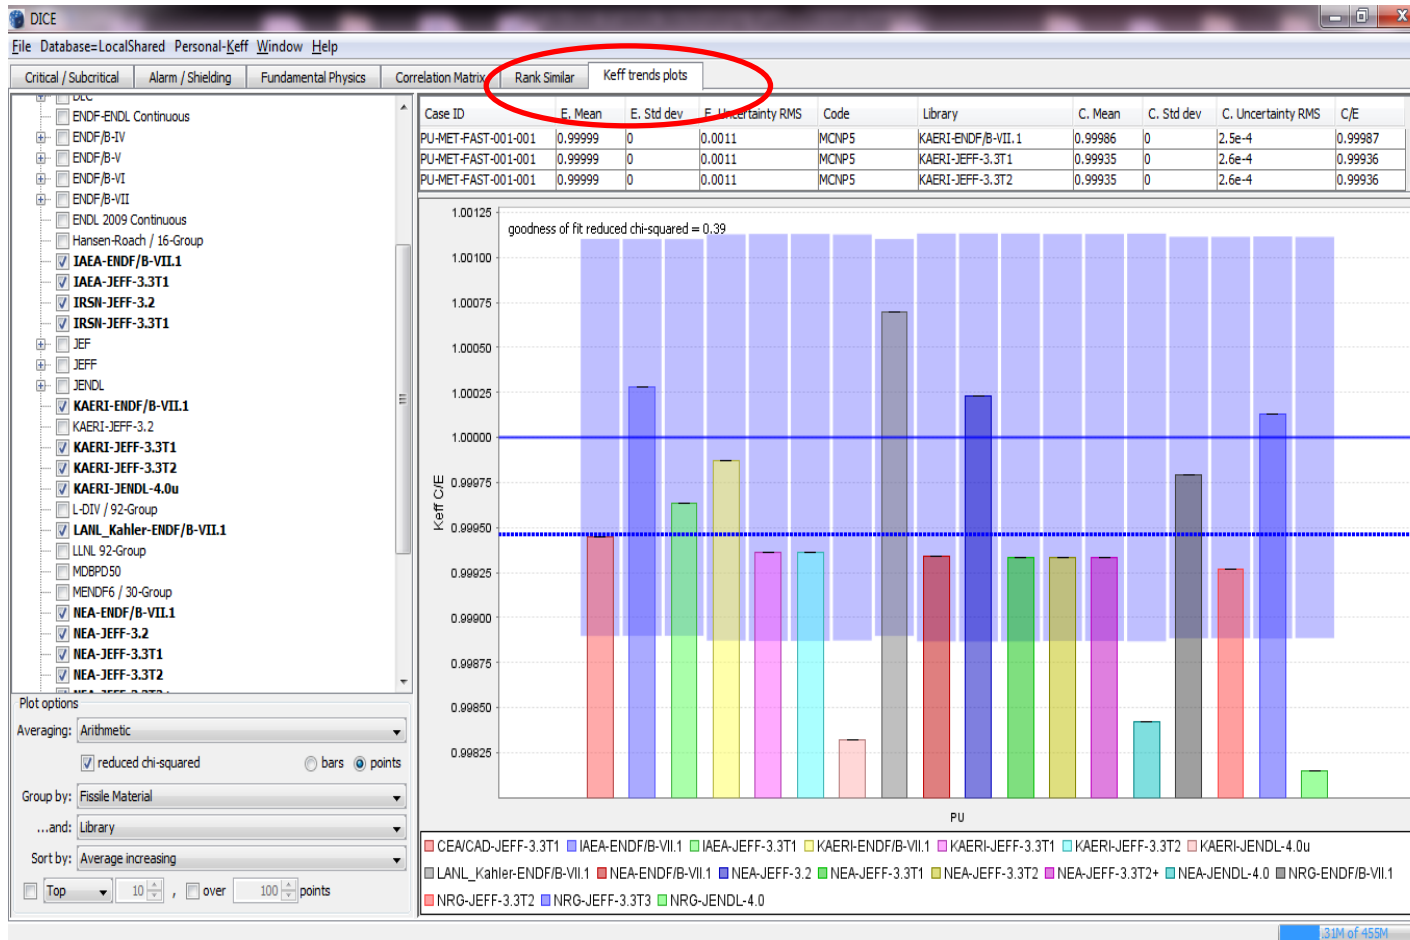 DICE
File Database=LocalShared Personal-Keff Window Help
Critical / Subcritical Alarm / Shielding Fundamental Physics Correlation Matrix Rank Similar Keff trends plots
DLC
ENDF-ENDL Continuous
ENDF/B-IV
ENDF/B-V
ENDF/B-VI
ENDF/B-VII
ENDL 2009 Continuous
Hansen-Roach / 16-Group
IAEA-ENDF/B-VII.1
IAEA-JEFF-3.3T1
IRSN-JEFF-3.2
IRSN-JEFF-3.3T1
JEF
JEFF
JENDL
KAERI-ENDF/B-VII.1
KAERI-JEFF-3.2
KAERI-JEFF-3.3T1
KAERI-JEFF-3.3T2
KAERI-JENDL-4.0u
L-DIV / 92-Group
LANL_Kahler-ENDF/B-VII.1
LLNL 92-Group
MDBPD50
MENDF6 / 30-Group
NEA-ENDF/B-VII.1
NEA-JEFF-3.2
NEA-JEFF-3.3T1
NEA-JEFF-3.3T2
NEA-JEFF-3.3T2+
Plot options
Averaging: Arithmetic
reduced chi-squared bars points
Group by: Fissile Material
...and: Library
Sort by: Average increasing
Top 10 , over 100 points
Case ID E. Mean E. Std dev E. Uncertainty RMS Code Library C. Mean C. Std dev C. Uncertainty RMS C/E
PU-MET-FAST-001-001 0.99999 0 0.0011 MCNP5 KAERI-ENDF/B-VII.1 0.99986 0 2.5e-4 0.99987
PU-MET-FAST-001-001 0.99999 0 0.0011 MCNP5 KAERI-JEFF-3.3T1 0.99935 0 2.6e-4 0.99936
PU-MET-FAST-001-001 0.99999 0 0.0011 MCNP5 KAERI-JEFF-3.3T2 0.99935 0 2.6e-4 0.99936
goodness of fit reduced chi-squared = 0.39
Keff C/E
1.00125
1.00100
1.00075
1.00050
1.00025
1.00000
0.99975
0.99950
0.99925
0.99900
0.99875
0.99850
0.99825
PU
CEA/CAD-JEFF-3.3T1 IAEA-ENDF/B-VII.1 IAEA-JEFF-3.3T1 KAERI-ENDF/B-VII.1 KAERI-JEFF-3.3T1 KAERI-JEFF-3.3T2 KAERI-JENDL-4.0u
LANL_Kahler-ENDF/B-VII.1 NEA-ENDF/B-VII.1 NEA-JEFF-3.2 NEA-JEFF-3.3T1 NEA-JEFF-3.3T2 NEA-JEFF-3.3T2+ NEA-JENDL-4.0 NRG-ENDF/B-VII.1
NRG-JEFF-3.3T2 NRG-JEFF-3.3T3 NRG-JENDL-4.0
31M of 455M